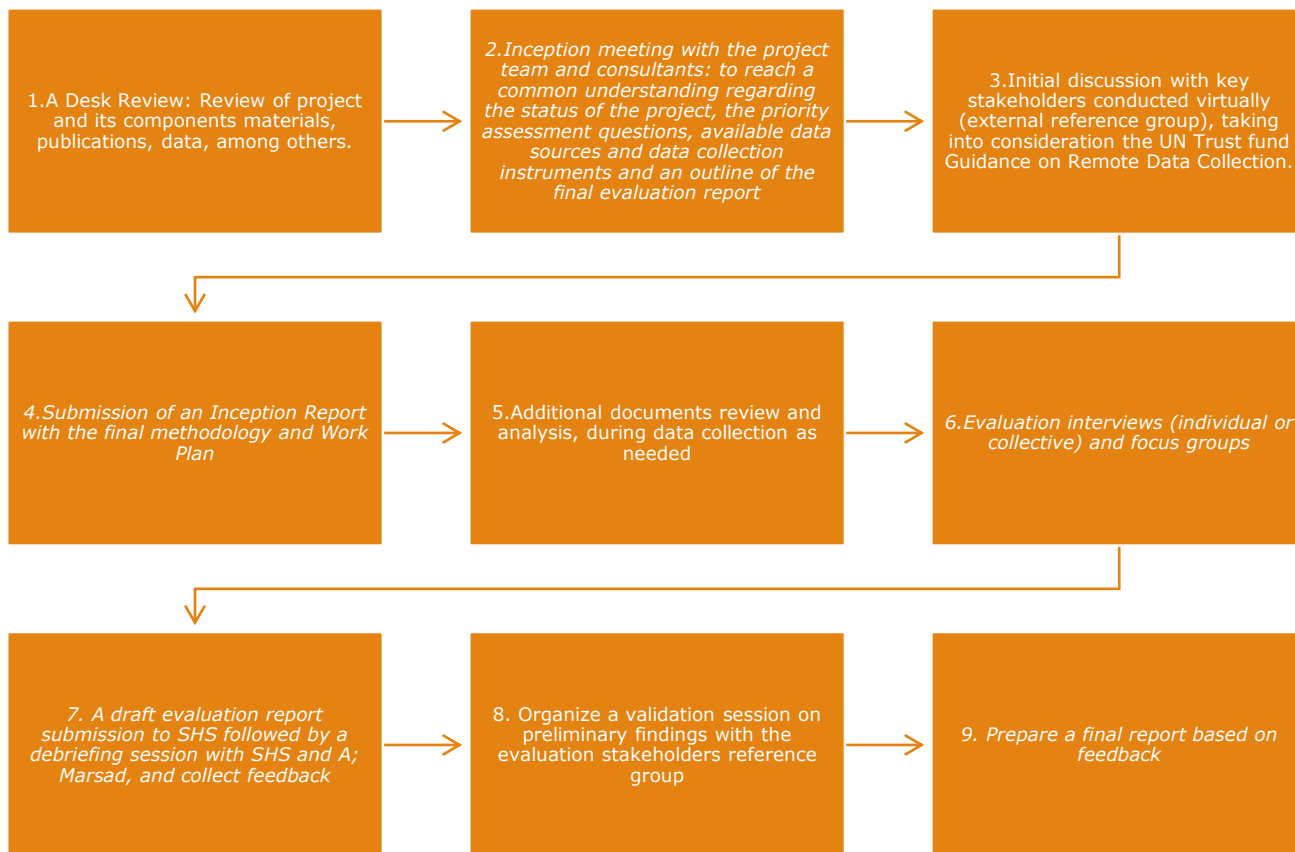 1.A Desk Review: Review of project
and its components materials,
publications, data, among others.
2.Inception meeting with the project
team and consultants: to reach a
common understanding regarding
the status of the project, the priority
assessment questions, available data
sources and data collection
instruments and an outline of the
final evaluation report
3.Initial discussion with key
stakeholders conducted virtually
(external reference group), taking
into consideration the UN Trust fund
Guidance on Remote Data Collection.
4.Submission of an Inception Report
with the final methodology and Work
Plan
5.Additional documents review and
analysis, during data collection as
needed
6.Evaluation interviews (individual or
collective) and focus groups
7. A draft evaluation report
submission to SHS followed by a
debriefing session with SHS and A;
Marsad, and collect feedback
8. Organize a validation session on
preliminary findings with the
evaluation stakeholders reference
group
9. Prepare a final report based on
feedback